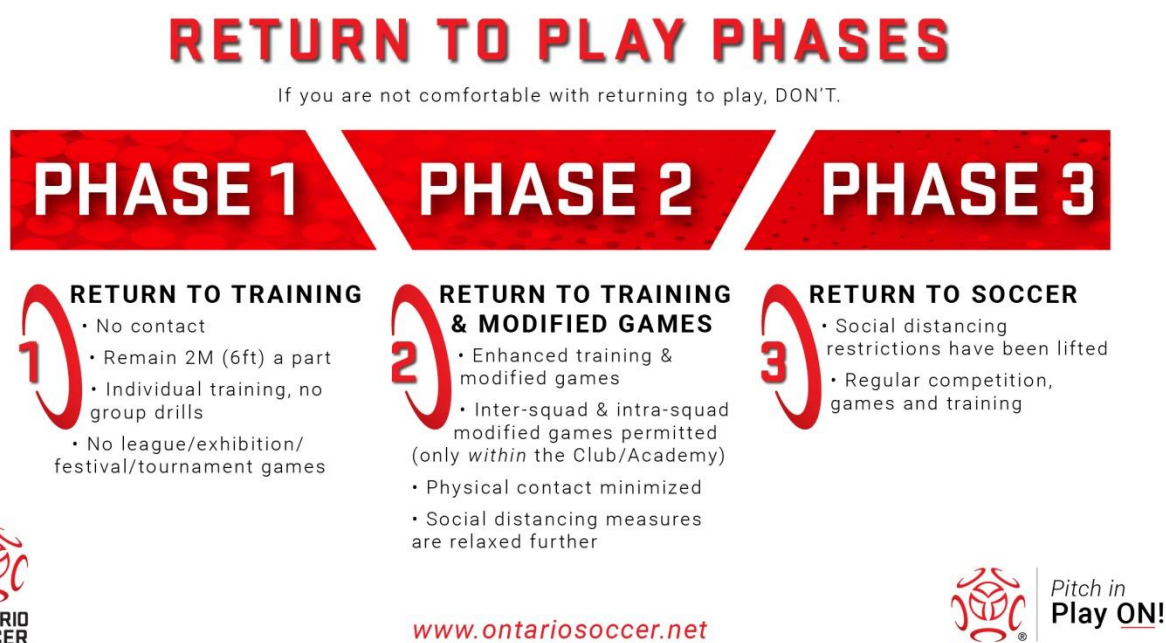 RETURN TO PLAY PHASES
If you are not comfortable with returning to play, DON'T.
PHASE 1
PHASE 2
PHASE 3
1
RETURN TO TRAINING
• No contact
• Remain 2M (6ft) a part
• Individual training, no
group drills
• No league/exhibition/
festival/tournament games
2
RETURN TO TRAINING
& MODIFIED GAMES
• Enhanced training &
modified games
• Inter-squad & intra-squad
modified games permitted
(only within the Club/Academy)
• Physical contact minimized
• Social distancing measures
are relaxed further
3
RETURN TO SOCCER
• Social distancing
restrictions have been lifted
• Regular competition,
games and training
RIO
CER
www.ontariosoccer.net
®
Pitch in
Play ON!